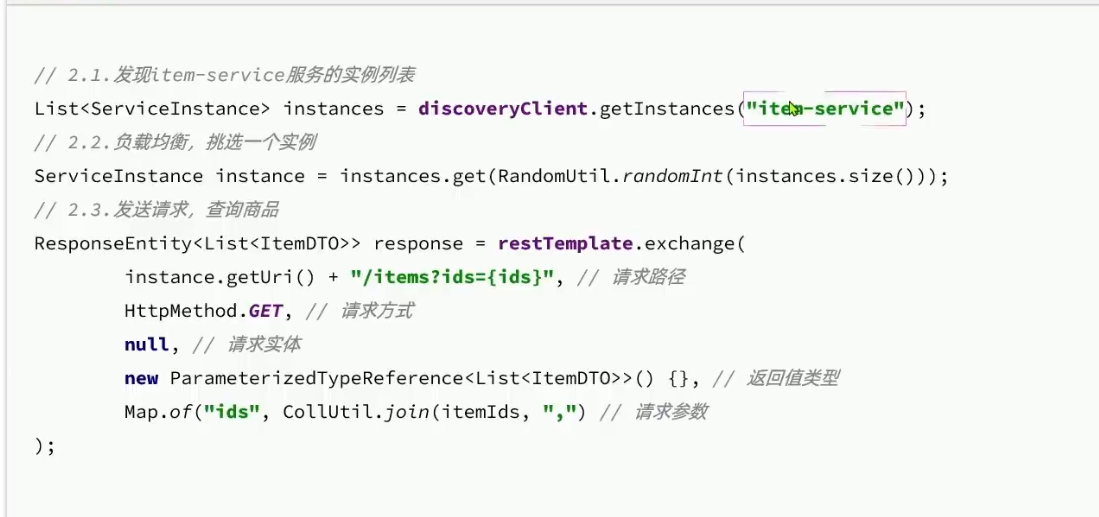 // 2.1.发现item-service服务的实例列表
List<ServiceInstance> instances = discoveryClient.getInstances("item-service");
// 2.2.负载均衡，挑选一个实例
ServiceInstance instance = instances.get(RandomUtil.randomInt(instances.size()));
// 2.3.发送请求，查询商品
ResponseEntity<List<ItemDTO>> response = restTemplate.exchange(
        instance.getUri() + "/items?ids={ids}", // 请求路径
        HttpMethod.GET, // 请求方式
        null, // 请求实体
        new ParameterizedTypeReference<List<ItemDTO>>() {}, // 返回值类型
        Map.of("ids", CollUtil.join(itemIds, ",") // 请求参数
);